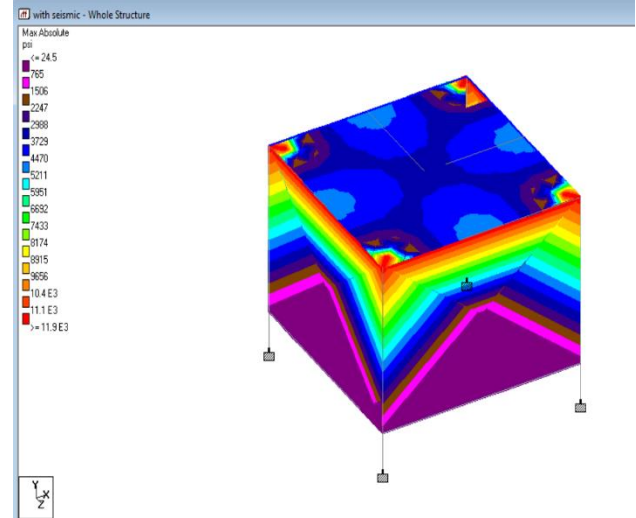 with seismic - Whole Structure
Max Absolute
psi
<= 24.5
765
1506
2247
2988
3729
4470
5211
5951
6692
7433
8174
8915
9656
10.4 E3
11.1 E3
>= 11.9 E3
Y
X
Z